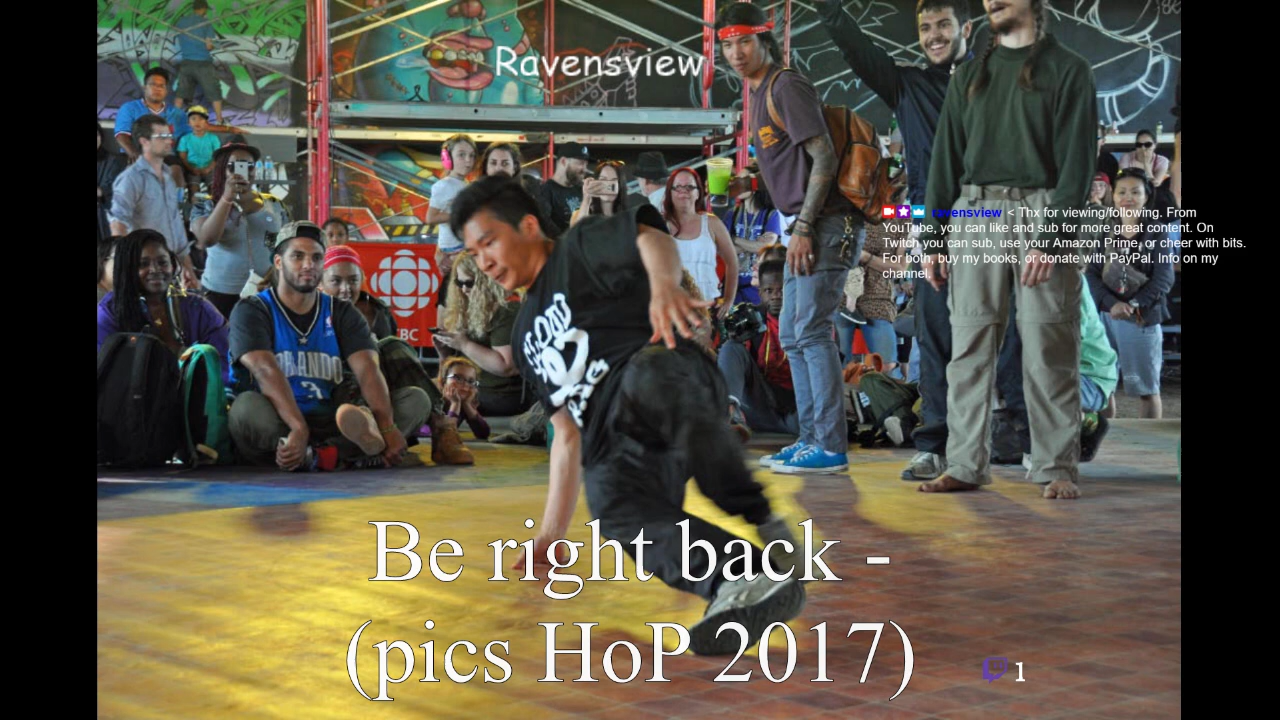 Ravensview
ravensview < Thx for viewing/following. From
YouTube, you can like and sub for more great content. On
Twitch you can sub, use your Amazon Prime, or cheer with bits.
For both, buy my books, or donate with PayPal. Info on my
channel.
CBC
ORLANDO
3
Be right back -
(pics HoP 2017)
1